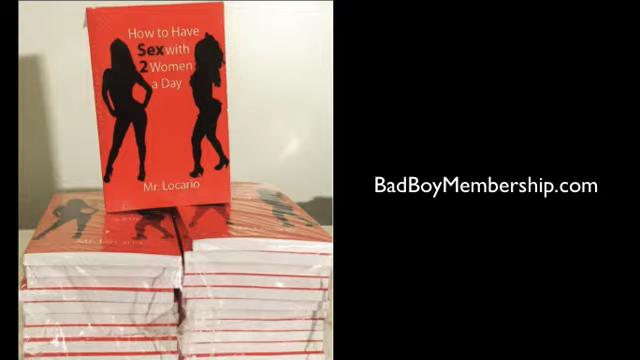 How to Have
Sex with
2 Women
a Day
Mr. Locario
BadBoyMembership.com